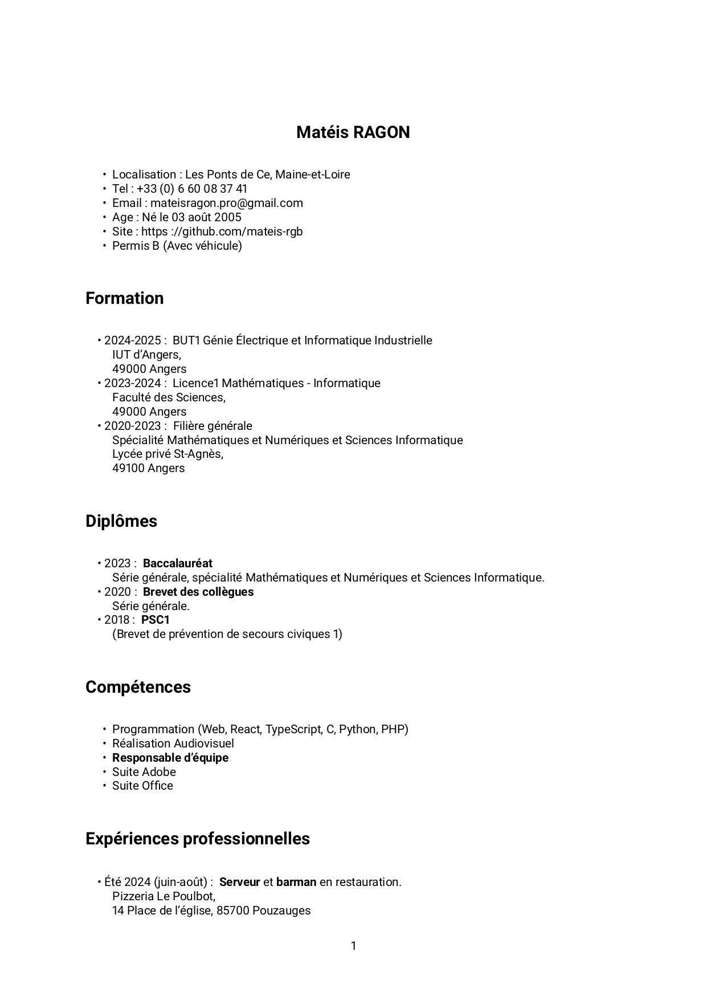 Matéis RAGON
• Localisation : Les Ponts de Ce, Maine-et-Loire
• Tel : +33 (0) 6 60 08 37 41
• Email : mateisragon.pro@gmail.com
• Age : Né le 03 août 2005
• Site : https ://github.com/mateis-rgb
• Permis B (Avec véhicule)
Formation
• 2024-2025 : BUT1 Génie Électrique et Informatique Industrielle
IUT d’Angers,
49000 Angers
• 2023-2024 : Licence1 Mathématiques - Informatique
Faculté des Sciences,
49000 Angers
• 2020-2023 : Filière générale
Spécialité Mathématiques et Numériques et Sciences Informatique
Lycée privé St-Agnès,
49100 Angers
Diplômes
• 2023 : Baccalauréat
Série générale, spécialité Mathématiques et Numériques et Sciences Informatique.
• 2020 : Brevet des collègues
Série générale.
• 2018 : PSC1
(Brevet de prévention de secours civiques 1)
Compétences
• Programmation (Web, React, TypeScript, C, Python, PHP)
• Réalisation Audiovisuel
• Responsable d’équipe
• Suite Adobe
• Suite Office
Expériences professionnelles
• Été 2024 (juin-août) : Serveur et barman en restauration.
Pizzeria Le Poulbot,
14 Place de l’église, 85700 Pouzauges
1